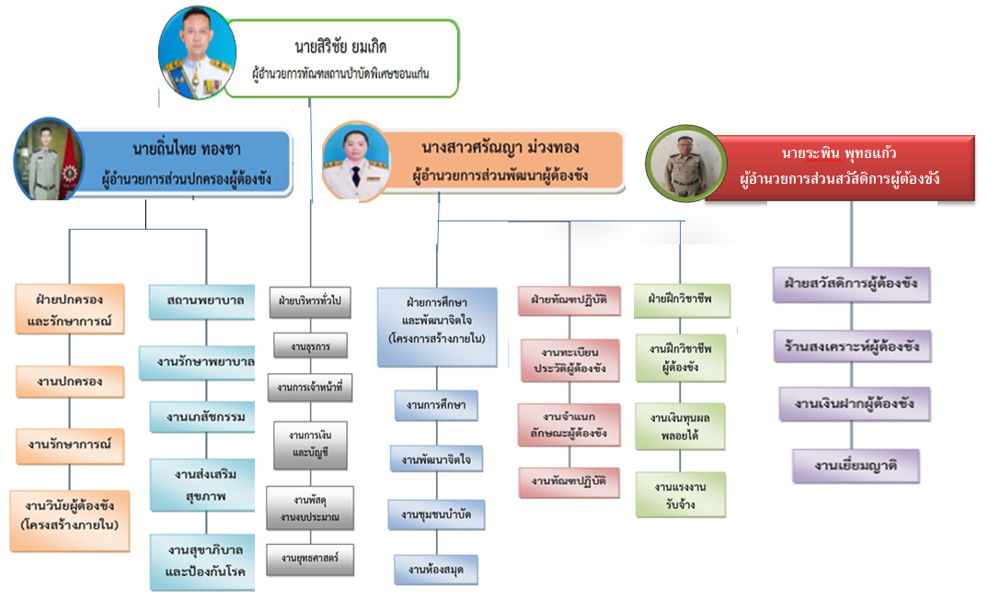 นายสิริชัย ยมเกิด
ผู้อำนวยการทัณฑสถานบำบัดพิเศษขอนแก่น
นายถิ่นไทย ทองชา
ผู้อำนวยการส่วนปกครองผู้ต้องขัง
นางสาวศรัณญา ม่วงทอง
ผู้อำนวยการส่วนพัฒนาผู้ต้องขัง
นายระพิน พุทธแก้ว
ผู้อำนวยการส่วนสวัสดิการผู้ต้องขัง
ฝ่ายปกครอง
และรักษาการณ์
งานปกครอง
งานรักษาการณ์
งานวินัยผู้ต้องขัง
(โครงสร้างภายใน)
สถานพยาบาล
งานรักษาพยาบาล
งานเภสัชกรรม
งานส่งเสริม
สุขภาพ
งานสุขาภิบาล
และป้องกันโรค
ฝ่ายบริหารทั่วไป
งานธุรการ
งานการเจ้าหน้าที่
งานการเงิน
และบัญชี
งานพัสดุ
งานงบประมาณ
งานยุทธศาสตร์
ฝ่ายการศึกษา
และพัฒนาจิตใจ
(โครงการสร้างภายใน)
งานการศึกษา
งานพัฒนาจิตใจ
งานชุมชนบำบัด
งานห้องสมุด
ฝ่ายทัณฑปฏิบัติ
งานทะเบียน
ประวัติผู้ต้องขัง
งานจำแนก
ลักษณะผู้ต้องขัง
งานทัณฑปฏิบัติ
ฝ่ายฝึกวิชาชีพ
งานฝึกวิชาชีพ
ผู้ต้องขัง
งานเงินทุนผล
พลอยได้
งานแรงงาน
รับจ้าง
ฝ่ายสวัสดิการผู้ต้องขัง
ร้านสงเคราะห์ผู้ต้องขัง
งานเงินฝากผู้ต้องขัง
งานเยี่ยมญาติ